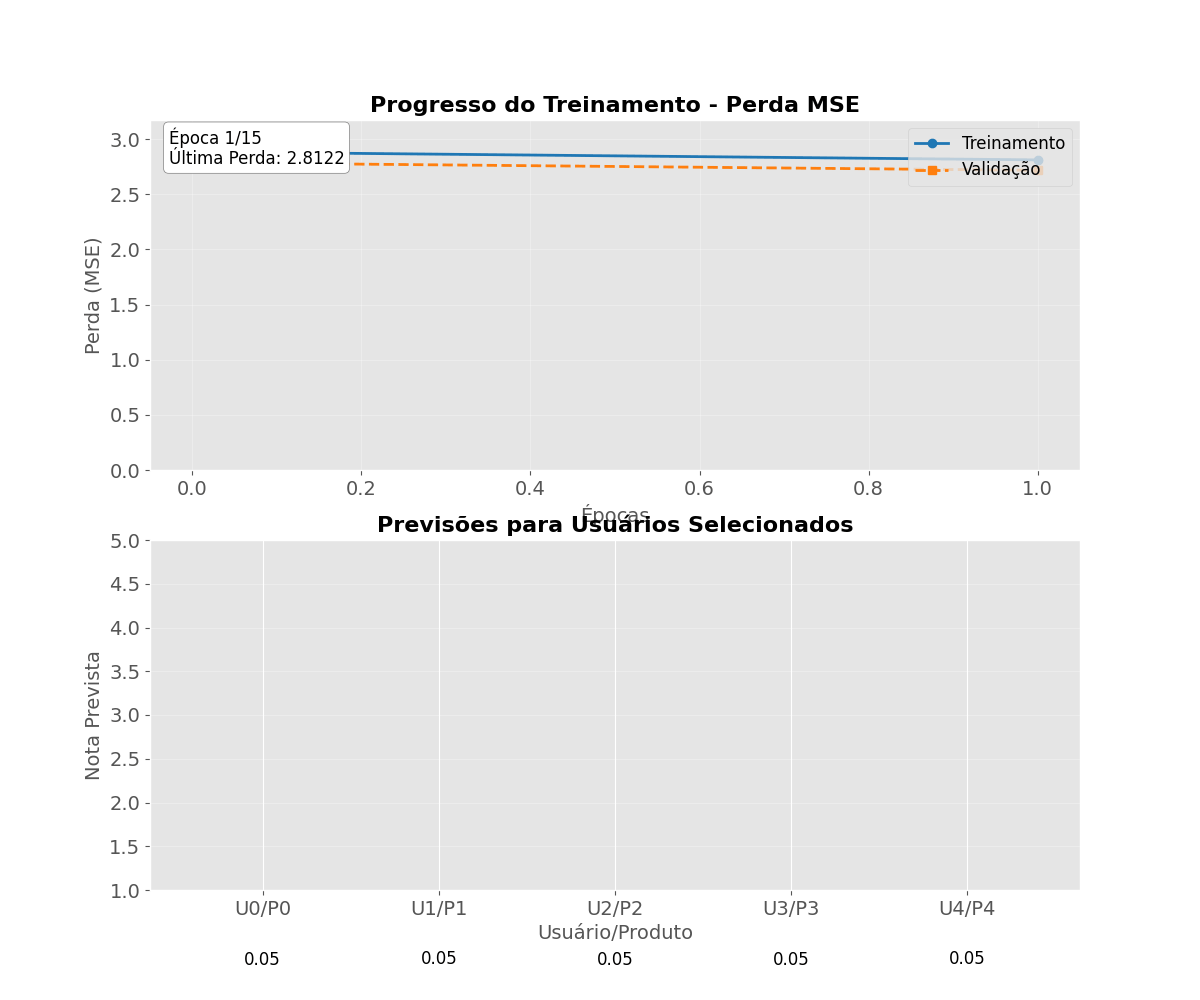 Progresso do Treinamento - Perda MSE
Época 1/15
Última Perda: 2.8122
Treinamento
Validação
Perda (MSE)
3.0
2.5
2.0
1.5
1.0
0.5
0.0
0.0 0.2 0.4 0.6 0.8 1.0
Épocas
Previsões para Usuários Selecionados
Nota Prevista
5.0
4.5
4.0
3.5
3.0
2.5
2.0
1.5
1.0
U0/P0 U1/P1 U2/P2 U3/P3 U4/P4
Usuário/Produto
0.05 0.05 0.05 0.05 0.05